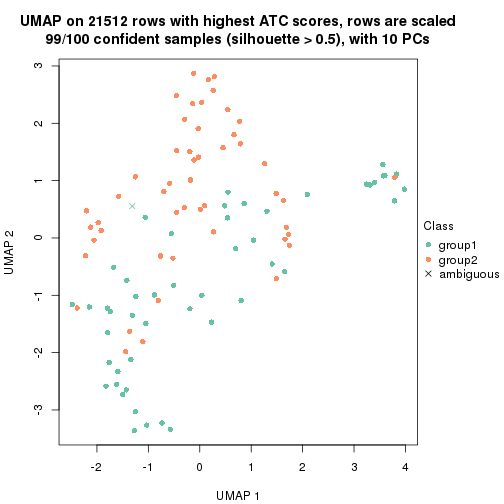 UMAP on 21512 rows with highest ATC scores, rows are scaled
99/100 confident samples (silhouette > 0.5), with 10 PCs
3
2
1
0
-1
-2
-3
UMAP 2
-2 -1 0 1 2 3 4
UMAP 1
Class
group1
group2
ambiguous